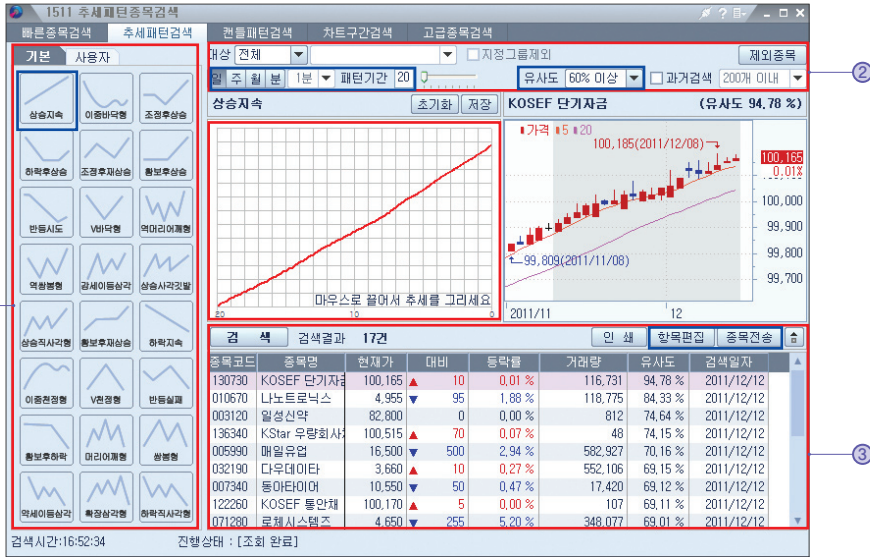 1511 추세패턴종목검색
빠른종목검색 추세패턴검색 캔들패턴검색 차트구간검색 고급종목검색
기본 사용자
대상 전체 지정그룹제외 제외종목
일 주 월 분 1분 패턴기간 20 유사도 60% 이상 과거검색 200개 이내
②
상승지속 이중바닥형 조정후상승
하락후상승 조정후재상승 횡보후상승
반등시도 V바닥형 역머리어깨형
역쌍봉형 강세이등삼각 상승사각깃발
상승직사각형 횡보후재상승 하락지속
이중천정형 V천정형 반등실패
횡보후하락 머리어깨형 쌍봉형
약세이등삼각 확장삼각형 하락직사각형
상승지속 초기화 저장
마우스로 끌어서 추세를 그리세요
20 10 0
KOSEF 단기자금 (유사도 94.78 %)
가격 5 20
100,185(2011/12/08)
100,165
0.01%
100,000
99,900
99,800
99,700
99,809(2011/11/08)
2011/11 12
검 색 검색결과 17건 인 쇄 항목편집 종목전송
종목코드 종목명 현재가 대비 등락률 거래량 유사도 검색일자
130730 KOSEF 단기자금 100,165 ▲ 10 0,01 % 116,731 94,78 % 2011/12/12
010670 나노트로닉스 4,955 ▼ 95 1,88 % 118,775 84,33 % 2011/12/12
003120 일성신약 82,800 0 0,00 % 812 74,64 % 2011/12/12
136340 KStar 우량회사채 100,515 ▲ 70 0,07 % 48 74,15 % 2011/12/12
005990 매일유업 16,500 ▼ 500 2,94 % 582,927 70,16 % 2011/12/12
032190 다우데이타 3,660 ▲ 10 0,27 % 552,106 69,15 % 2011/12/12
007340 동아타이어 10,550 ▼ 50 0,47 % 17,420 69,12 % 2011/12/12
122260 KOSEF 통안채 100,170 ▲ 5 0,00 % 107 69,11 % 2011/12/12
071280 로체시스템즈 4,650 ▼ 255 5,20 % 348,077 69,01 % 2011/12/12
③
검색시간:16:52:34 진행상태 : [조회 완료]